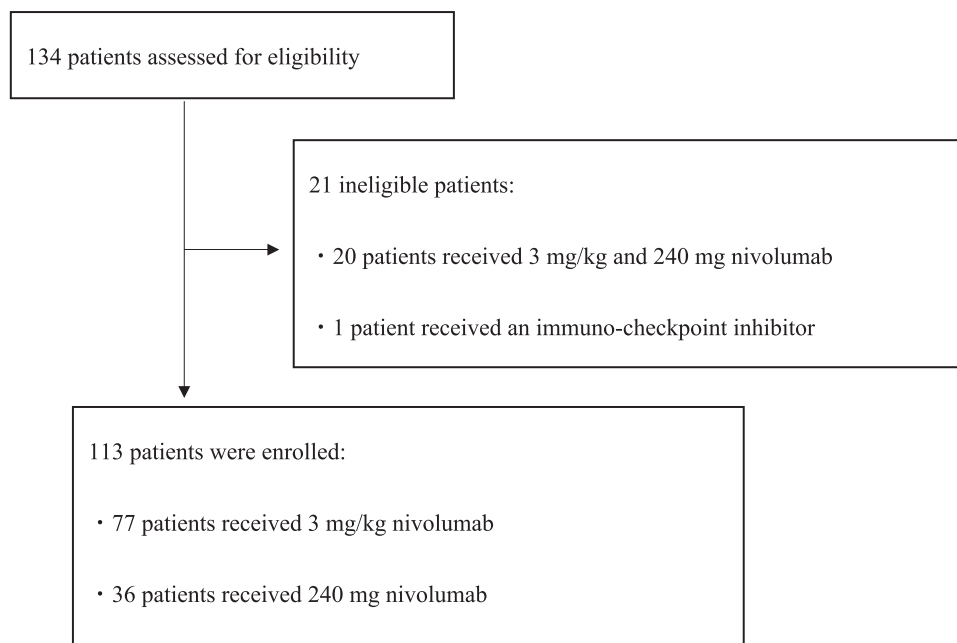 134 patients assessed for eligibility
21 ineligible patients:
・20 patients received 3 mg/kg and 240 mg nivolumab
・1 patient received an immuno-checkpoint inhibitor
113 patients were enrolled:
・77 patients received 3 mg/kg nivolumab
・36 patients received 240 mg nivolumab